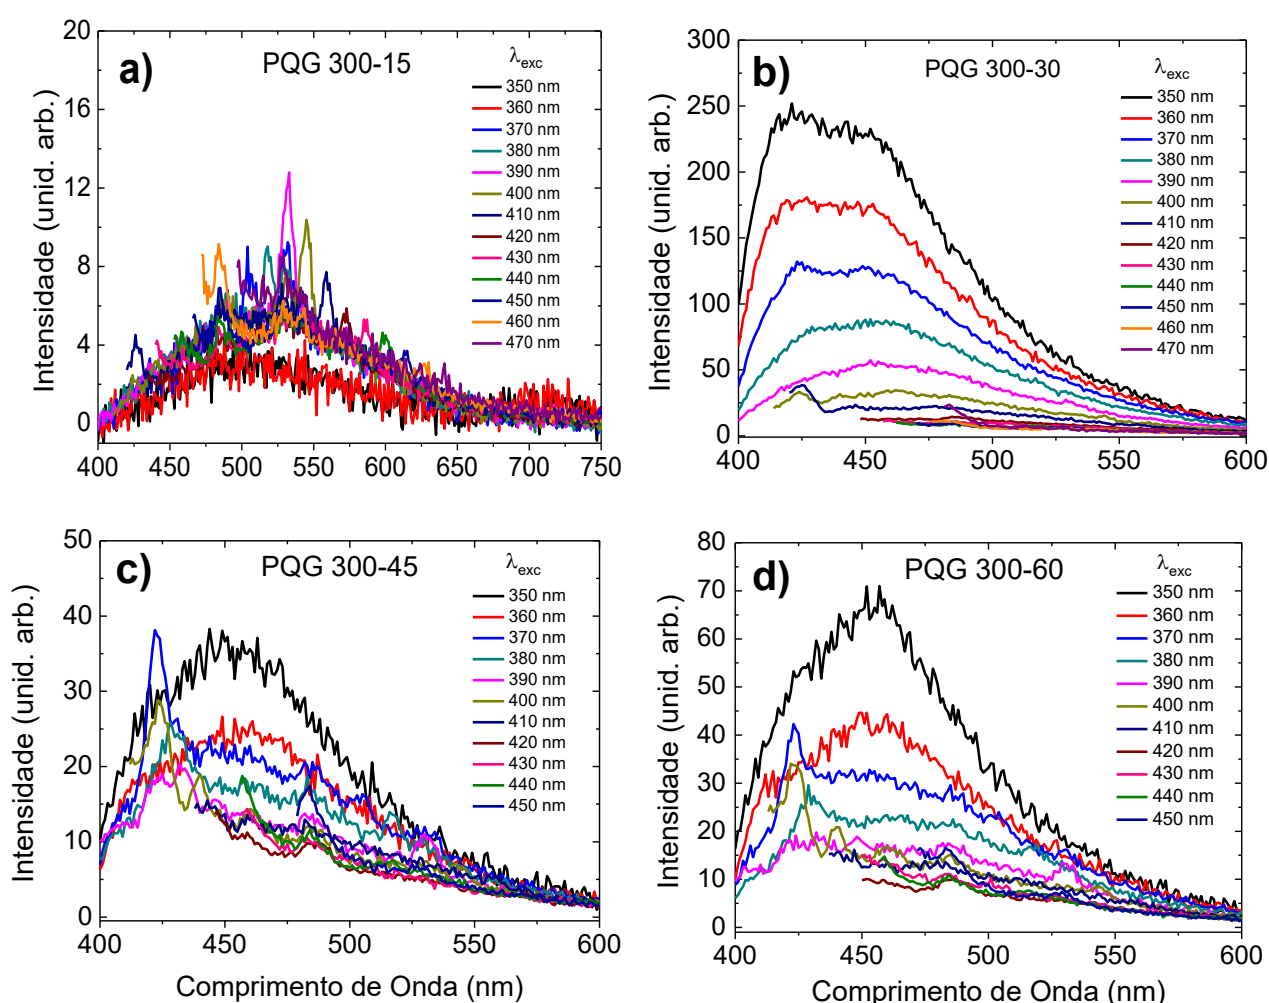 a)
PQG 300-15
λexc
350 nm
360 nm
370 nm
380 nm
390 nm
400 nm
410 nm
420 nm
430 nm
440 nm
450 nm
460 nm
470 nm
Intensidade (unid. arb.)
20
16
12
8
4
0
400 450 500 550 600 650 700 750
b)
PQG 300-30
λexc
350 nm
360 nm
370 nm
380 nm
390 nm
400 nm
410 nm
420 nm
430 nm
440 nm
450 nm
460 nm
470 nm
Intensidade (unid. arb.)
300
250
200
150
100
50
0
400 450 500 550 600
c)
PQG 300-45
λexc
350 nm
360 nm
370 nm
380 nm
390 nm
400 nm
410 nm
420 nm
430 nm
440 nm
450 nm
Intensidade (unid. arb.)
50
40
30
20
10
0
400 450 500 550 600
Comprimento de Onda (nm)
d)
PQG 300-60
λexc
350 nm
360 nm
370 nm
380 nm
390 nm
400 nm
410 nm
420 nm
430 nm
440 nm
450 nm
Intensidade (unid. arb.)
80
70
60
50
40
30
20
10
0
400 450 500 550 600
Comprimento de Onda (nm)